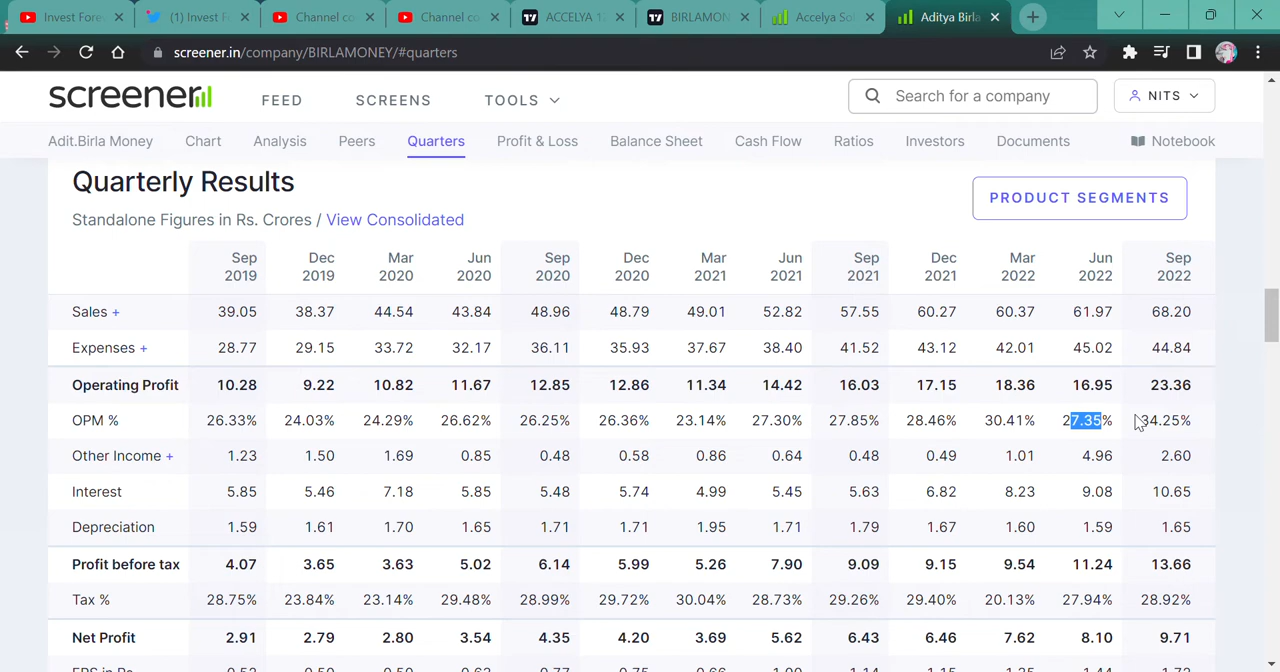 Invest Fore
(1) Invest F
Channel co
Channel co
ACCELYA 1
BIRLAMON
Accelya Sol
Aditya Birla
screener.in/company/BIRLAMONEY/#quarters
screener
FEED
SCREENS
TOOLS
Search for a company
NITS
Adit.Birla Money
Chart
Analysis
Peers
Quarters
Profit & Loss
Balance Sheet
Cash Flow
Ratios
Investors
Documents
Notebook
Quarterly Results
PRODUCT SEGMENTS
Standalone Figures in Rs. Crores / View Consolidated
Sep 2019 Dec 2019 Mar 2020 Jun 2020 Sep 2020 Dec 2020 Mar 2021 Jun 2021 Sep 2021 Dec 2021 Mar 2022 Jun 2022 Sep 2022
Sales + 39.05 38.37 44.54 43.84 48.96 48.79 49.01 52.82 57.55 60.27 60.37 61.97 68.20
Expenses + 28.77 29.15 33.72 32.17 36.11 35.93 37.67 38.40 41.52 43.12 42.01 45.02 44.84
Operating Profit 10.28 9.22 10.82 11.67 12.85 12.86 11.34 14.42 16.03 17.15 18.36 16.95 23.36
OPM % 26.33% 24.03% 24.29% 26.62% 26.25% 26.36% 23.14% 27.30% 27.85% 28.46% 30.41% 27.35% 34.25%
Other Income + 1.23 1.50 1.69 0.85 0.48 0.58 0.86 0.64 0.48 0.49 1.01 4.96 2.60
Interest 5.85 5.46 7.18 5.85 5.48 5.74 4.99 5.45 5.63 6.82 8.23 9.08 10.65
Depreciation 1.59 1.61 1.70 1.65 1.71 1.71 1.95 1.71 1.79 1.67 1.60 1.59 1.65
Profit before tax 4.07 3.65 3.63 5.02 6.14 5.99 5.26 7.90 9.09 9.15 9.54 11.24 13.66
Tax % 28.75% 23.84% 23.14% 29.48% 28.99% 29.72% 30.04% 28.73% 29.26% 29.40% 20.13% 27.94% 28.92%
Net Profit 2.91 2.79 2.80 3.54 4.35 4.20 3.69 5.62 6.43 6.46 7.62 8.10 9.71